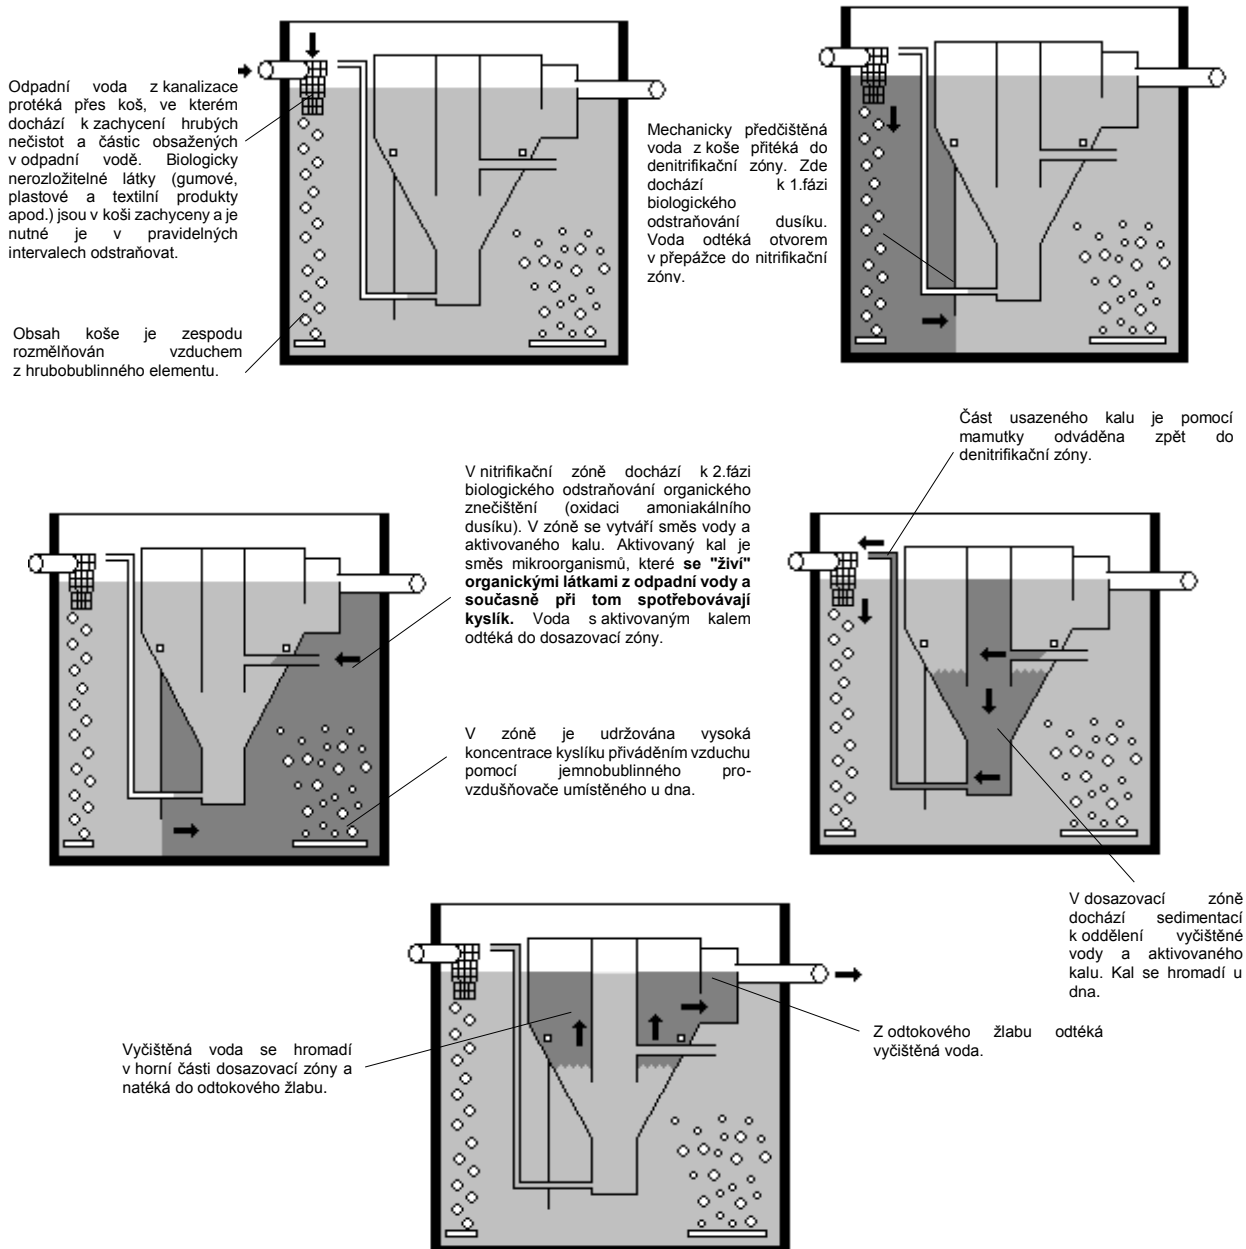 Odpadní voda z kanalizace
protéká přes koš, ve kterém
dochází k zachycení hrubých
nečistot a částic obsažených
v odpadní vodě. Biologicky
nerozložitelné látky (gumové,
plastové a textilní produkty
apod.) jsou v koši zachyceny a je
nutné je v pravidelných
intervalech odstraňovat.
Obsah koše je zespodu
rozmělňován vzduchem
z hrubobublinného elementu.
Mechanicky předčištěná
voda z koše přitéká do
denitrifikační zóny. Zde
dochází k 1.fázi
biologického
odstraňování dusíku.
Voda odtéká otvorem
v přepážce do nitrifikační
zóny.
V nitrifikační zóně dochází k 2.fázi
biologického odstraňování organického
znečištění (oxidaci amoniakálního
dusíku). V zóně se vytváří směs vody a
aktivovaného kalu. Aktivovaný kal je
směs mikroorganismů, které se "živí"
organickými látkami z odpadní vody a
současně při tom spotřebovávají
kyslík. Voda s aktivovaným kalem
odtéká do dosazovací zóny.
V zóně je udržována vysoká
koncentrace kyslíku přiváděním vzduchu
pomocí jemnobublinného pro-
vzdušňovače umístěného u dna.
Část usazeného kalu je pomocí
mamutky odváděna zpět do
denitrifikační zóny.
V dosazovací zóně
dochází sedimentací
k oddělení vyčištěné
vody a aktivovaného
kalu. Kal se hromadí u
dna.
Vyčištěná voda se hromadí
v horní části dosazovací zóny a
natéká do odtokového žlabu.
Z odtokového žlabu odtéká
vyčištěná voda.